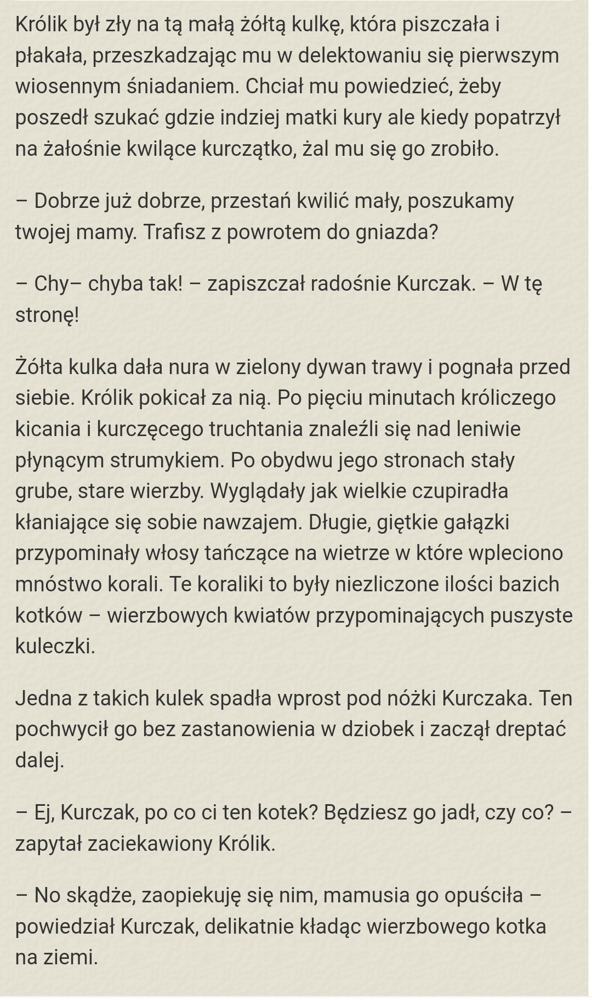 Królik był zły na tą małą żółtą kulkę, która piszczała i
płakała, przeszkadzając mu w delektowaniu się pierwszym
wiosennym śniadaniem. Chciał mu powiedzieć, żeby
poszedł szukać gdzie indziej matki kury ale kiedy popatrzył
na żałośnie kwilące kurczątko, żal mu się go zrobiło.
– Dobrze już dobrze, przestań kwilić mały, poszukamy
twojej mamy. Trafisz z powrotem do gniazda?
– Chy– chyba tak! – zapiszczał radośnie Kurczak. – W tę
stronę!
Żółta kulka dała nura w zielony dywan trawy i pognała przed
siebie. Królik pokicał za nią. Po pięciu minutach króliczego
kicania i kurczęcego truchtania znaleźli się nad leniwie
płynącym strumykiem. Po obydwu jego stronach stały
grube, stare wierzby. Wyglądały jak wielkie czupiradła
kłaniające się sobie nawzajem. Długie, giętkie gałązki
przypominały włosy tańczące na wietrze w które wpleciono
mnóstwo korali. Te koraliki to były niezliczone ilości bazich
kotków – wierzbowych kwiatów przypominających puszyste
kuleczki.
Jedna z takich kulek spadła wprost pod nóżki Kurczaka. Ten
pochwycił go bez zastanowienia w dziobek i zaczął dreptać
dalej.
– Ej, Kurczak, po co ci ten kotek? Będziesz go jadł, czy co? –
zapytał zaciekawiony Królik.
– No skądże, zaopiekuję się nim, mamusia go opuściła –
powiedział Kurczak, delikatnie kładąc wierzbowego kotka
na ziemi.